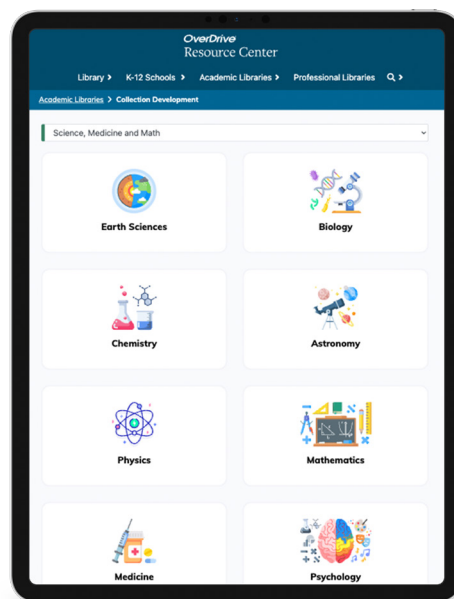 OverDrive
Resource Center
Library > K-12 Schools > Academic Libraries > Professional Libraries >
Academic Libraries > Collection Development
Science, Medicine and Math
Earth Sciences
Biology
Chemistry
Astronomy
Physics
Mathematics
Medicine
Psychology